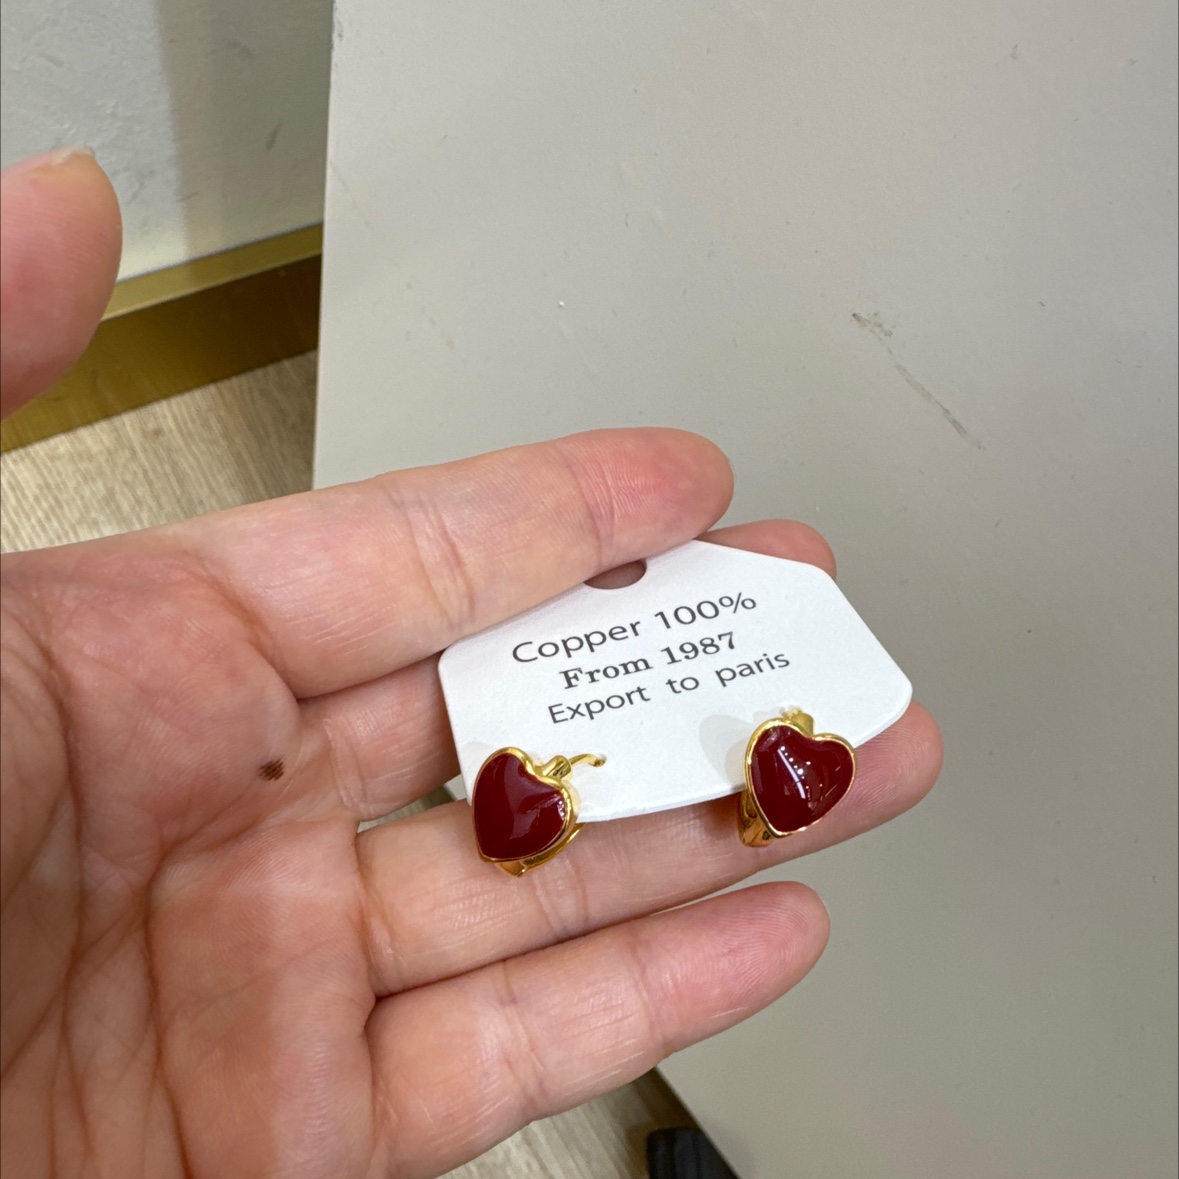 Copper 100%
From 1987
Export to paris